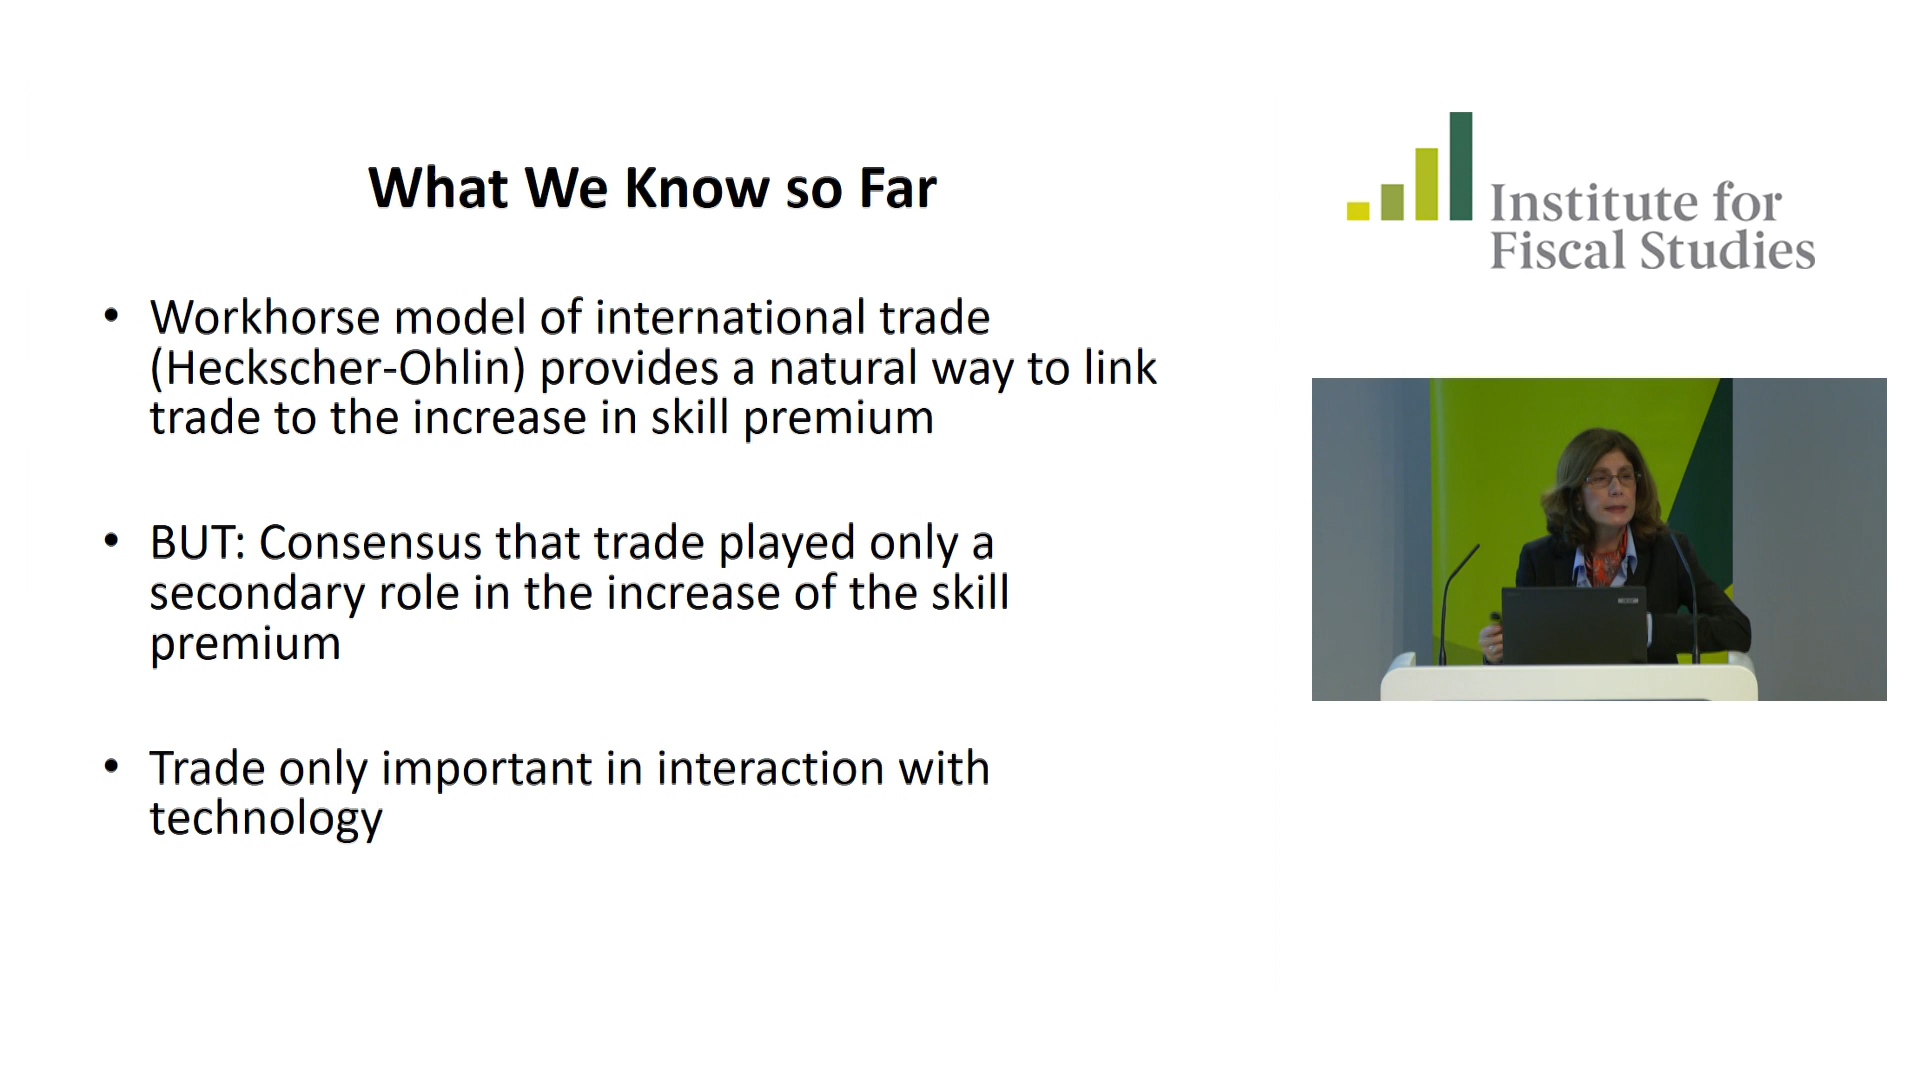 What We Know so Far
• Workhorse model of international trade
(Heckscher-Ohlin) provides a natural way to link
trade to the increase in skill premium
• BUT: Consensus that trade played only a
secondary role in the increase of the skill
premium
• Trade only important in interaction with
technology
Institute for
Fiscal Studies